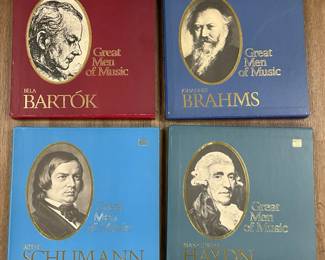 Great
Men
of Music
BÉLA
BARTÓK
Great
Men
of Music
JOHANNES
BRAHMS
Great
Men
of Music
SCHUMANN
Great
Men
of Music
HAYDN